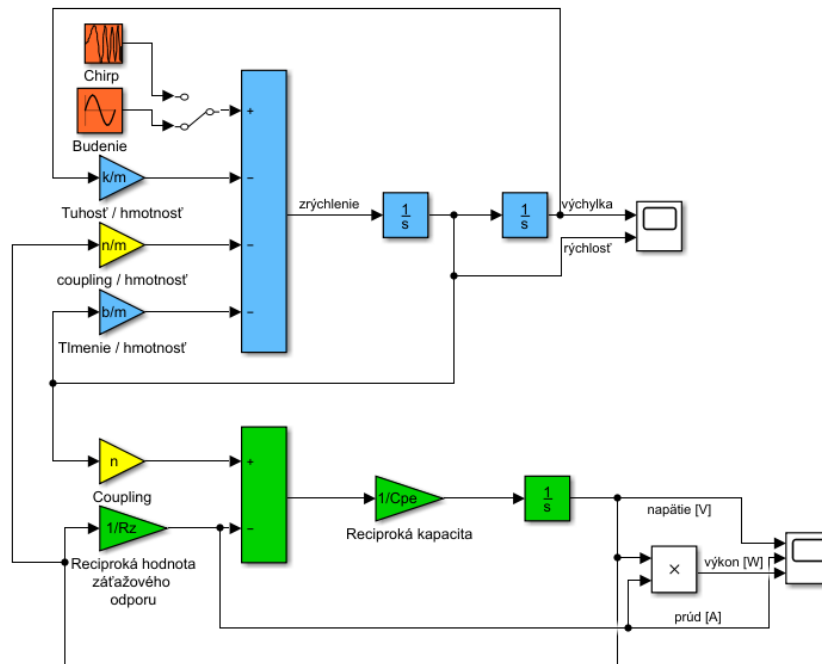 Chirp
Budenie
+
k/m
−
Tuhosť / hmotnosť
zrýchlenie
1
s
1
s
výchylka
n/m
−
rýchlosť
coupling / hmotnosť
b/m
−
Tlmenie / hmotnosť
n
+
Coupling
1/Cpe
1
s
napätie [V]
1/Rz
−
Reciproká kapacita
Reciproká hodnota
záťažového
odporu
×
výkon [W]
prúd [A]